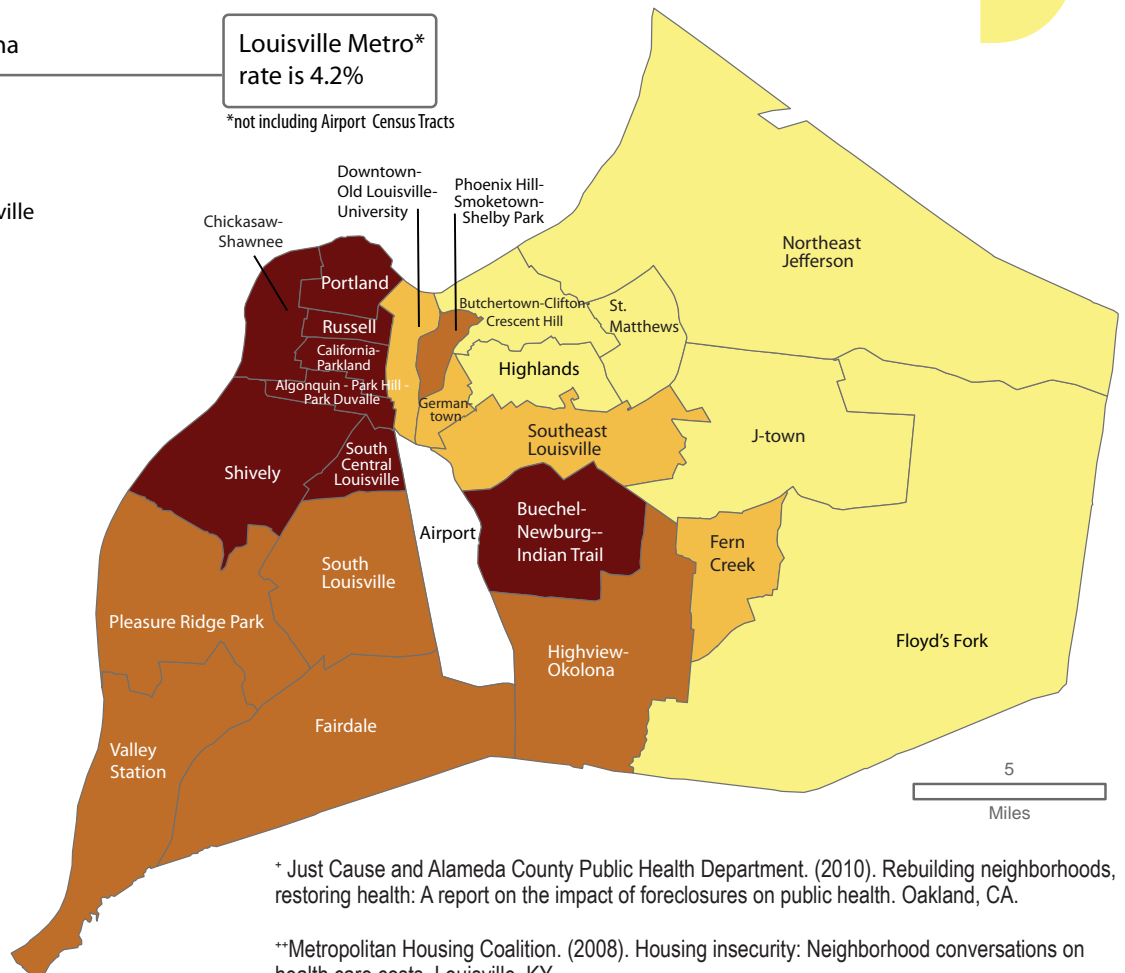 na
Louisville Metro*
rate is 4.2%
*not including Airport Census Tracts
ville
Downtown-
Old Louisville-
University
Phoenix Hill-
Smoketown-
Shelby Park
Chickasaw-
Shawnee
Northeast
Jefferson
Portland
Butchertown-Clifton-
Crescent Hill
St.
Matthews
Russell
California-
Parkland
Highlands
Algonquin - Park Hill -
Park Duvalle
German-
town
Southeast
Louisville
J-town
South
Central
Louisville
Shively
Airport
Buechel-
Newburg--
Indian Trail
Fern
Creek
South
Louisville
Pleasure Ridge Park
Highview-
Okolona
Floyd's Fork
Fairdale
Valley
Station
5
Miles
+ Just Cause and Alameda County Public Health Department. (2010). Rebuilding neighborhoods,
restoring health: A report on the impact of foreclosures on public health. Oakland, CA.
++Metropolitan Housing Coalition. (2008). Housing insecurity: Neighborhood conversations on
health care costs. Louisville, KY.